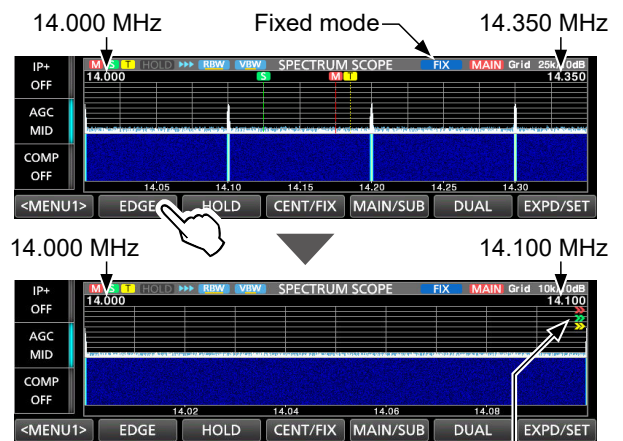 14.000 MHz Fixed mode 14.350 MHz
IP+ OFF M S T HOLD RBW VBW SPECTRUM SCOPE FIX MAIN Grid 25k/ 0dB
14.000 S M T 14.350
AGC MID
COMP OFF
14.05 14.10 14.15 14.20 14.25 14.30
<MENU1> EDGE HOLD CENT/FIX MAIN/SUB DUAL EXPD/SET
14.000 MHz 14.100 MHz
IP+ OFF M S T HOLD RBW VBW SPECTRUM SCOPE FIX MAIN Grid 10k/ 0dB
14.000 14.100
AGC MID
COMP OFF
14.02 14.04 14.06 14.08
<MENU1> EDGE HOLD CENT/FIX MAIN/SUB DUAL EXPD/SET